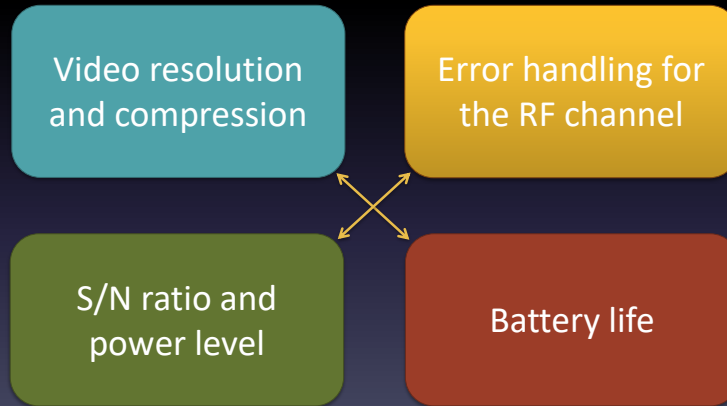 Video resolution
and compression
Error handling for
the RF channel
S/N ratio and
power level
Battery life